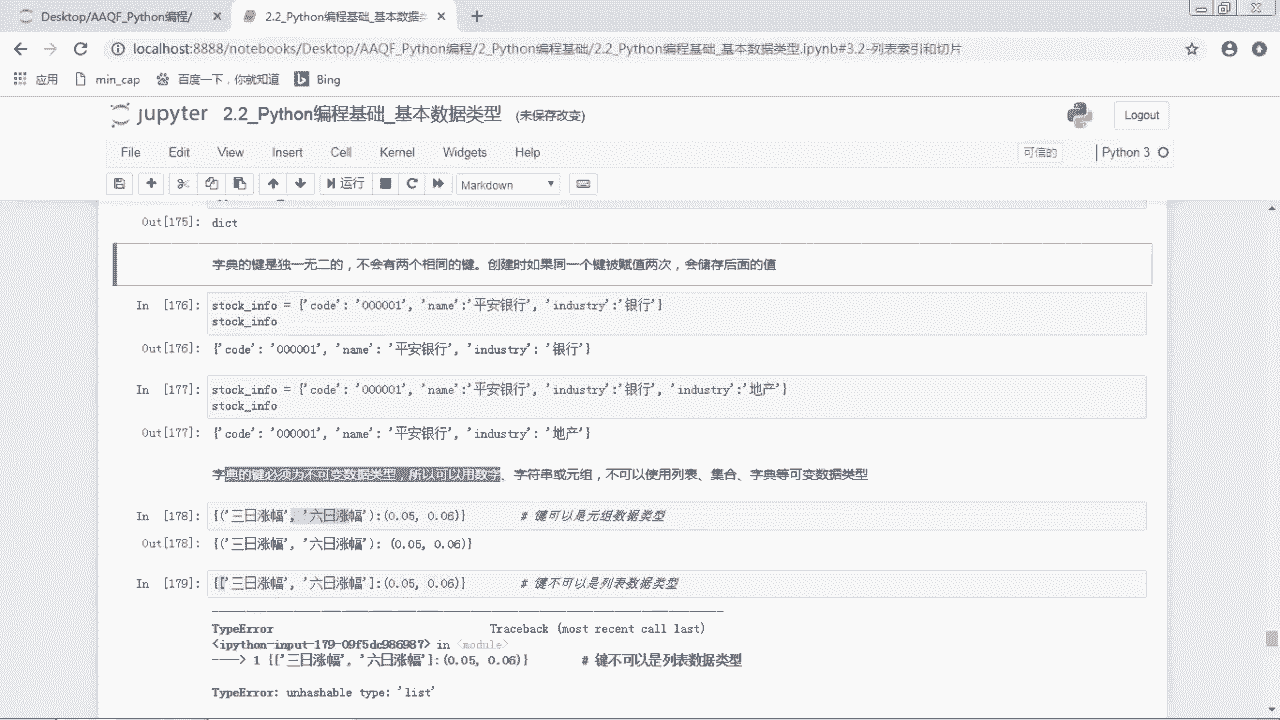 Desktop/AAQF_Python编程/
2.2_Python编程基础_基本数据类
localhost:8888/notebooks/Desktop/AAQF_Python编程/2_Python编程基础/2.2_Python编程基础_基本数据类型.ipynb#3.2-列表索引和切片
应用 min_cap 百度一下，你就知道 Bing
jupyter 2.2_Python编程基础_基本数据类型 (未保存改变) Logout
File Edit View Insert Cell Kernel Widgets Help 可信的 Python 3
运行 Markdown
Out[175]: dict
字典的键是独一无二的，不会有两个相同的键。创建时如果同一个键被赋值两次，会储存后面的值
In [176]: stock_info = {'code': '000001', 'name':'平安银行', 'industry':'银行'}
stock_info
Out[176]: {'code': '000001', 'name': '平安银行', 'industry': '银行'}
In [177]: stock_info = {'code': '000001', 'name':'平安银行', 'industry':'银行', 'industry':'地产'}
stock_info
Out[177]: {'code': '000001', 'name': '平安银行', 'industry': '地产'}
字典的键必须为不可变数据类型，所以可以用数字、字符串或元组，不可以使用列表、集合、字典等可变数据类型
In [178]: {('三日涨幅', '六日涨幅'):(0.05, 0.06)} # 键可以是元组数据类型
Out[178]: {('三日涨幅', '六日涨幅'): (0.05, 0.06)}
In [179]: {['三日涨幅', '六日涨幅']:(0.05, 0.06)} # 键不可以是列表数据类型
TypeError Traceback (most recent call last)
<ipython-input-179-09f5dc986987> in <module>
----> 1 {['三日涨幅', '六日涨幅']:(0.05, 0.06)} # 键不可以是列表数据类型
TypeError: unhashable type: 'list'